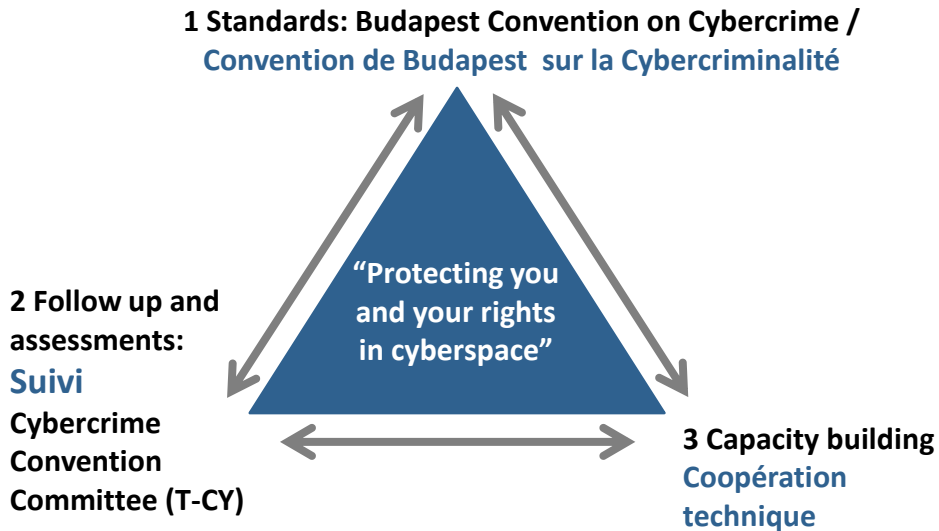 1 Standards: Budapest Convention on Cybercrime /
Convention de Budapest sur la Cybercriminalité
“Protecting you
and your rights
in cyberspace”
2 Follow up and
assessments:
Suivi
Cybercrime
Convention
Committee (T-CY)
3 Capacity building
Coopération
technique